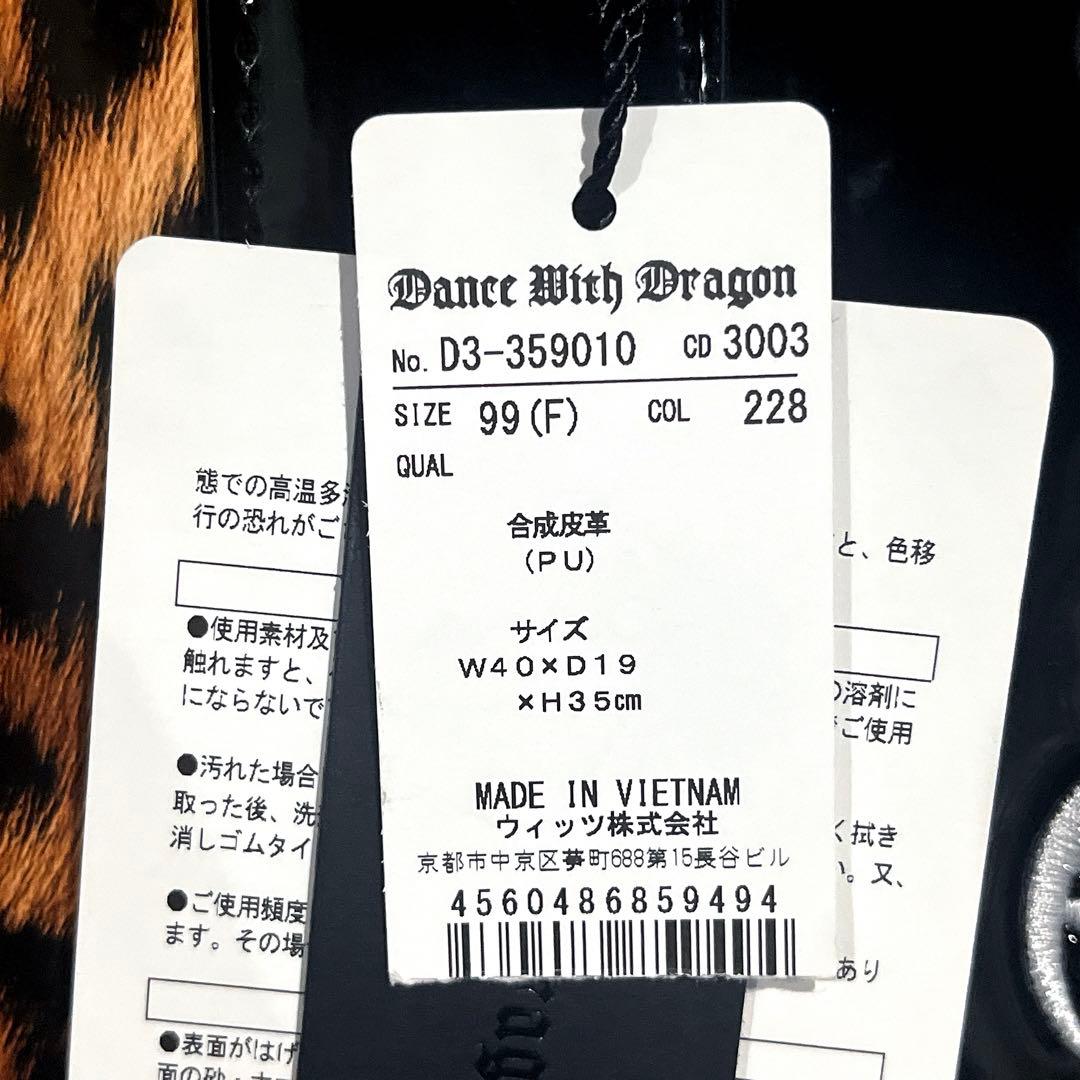 Dance With Dragon
No. D3-359010 CD 3003
SIZE 99(F) COL 228
QUAL
合成皮革
(PU)
サイズ
W40×D19
×H35cm
MADE IN VIETNAM
ウィッツ株式会社
京都市中京区夷町688第15長谷ビル
4560486859494
態での高温多
行の恐れがご
●使用素材及
触れますと、
にならないで
●汚れた場合
取った後、洗
消しゴムタイ
●ご使用頻度
ます。その場
●表面がはげ
面の砂・
と、色移
の溶剤に
ご使用
く拭き
い。又、
あり